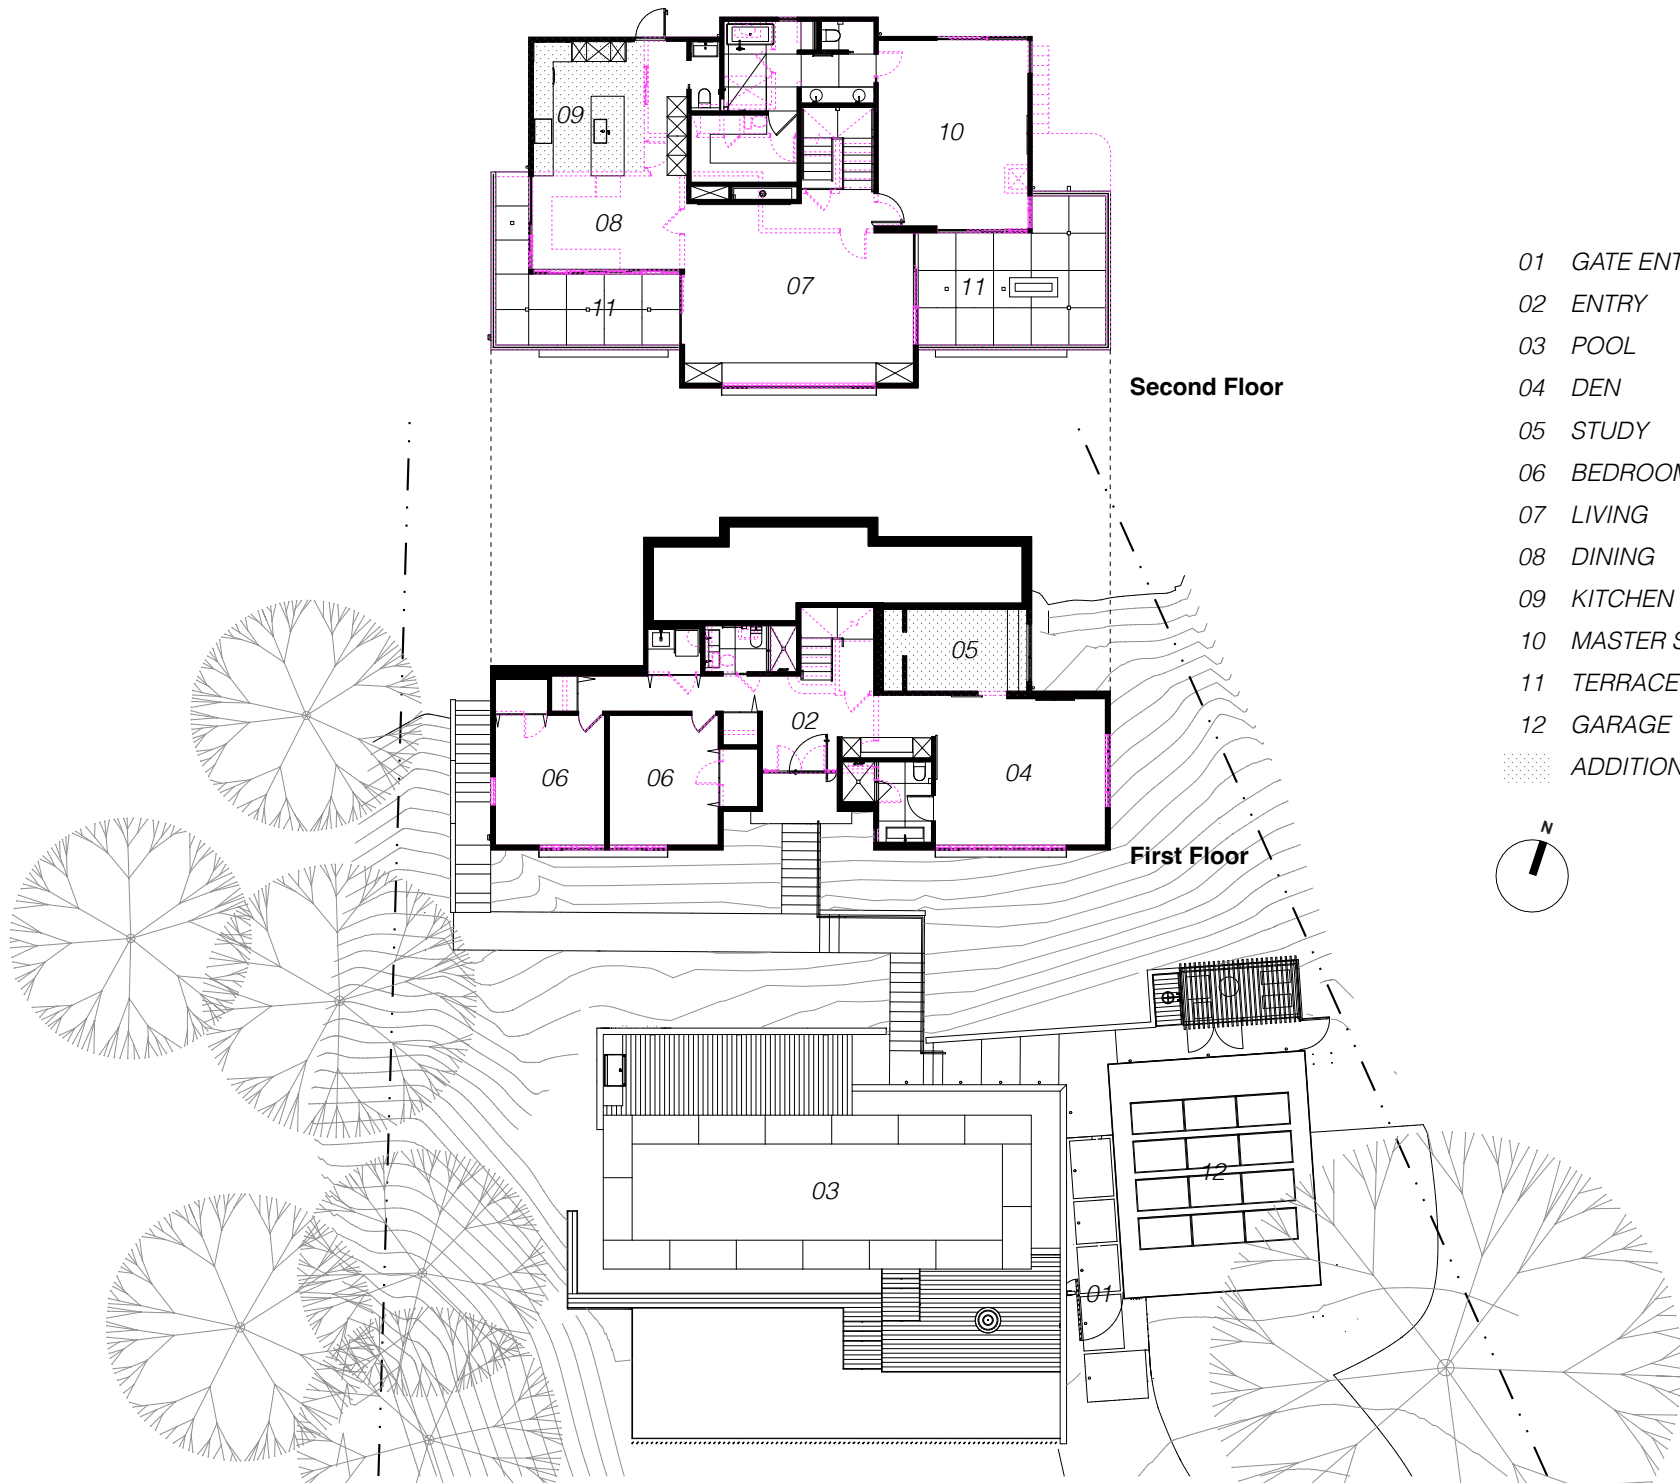 09
10
08
07
11
11
Second Floor
01 GATE ENT
02 ENTRY
03 POOL
04 DEN
05 STUDY
06 BEDROOM
07 LIVING
08 DINING
09 KITCHEN
10 MASTER S
11 TERRACE
12 GARAGE
ADDITION
N
05
02
06
06
04
First Floor
12
03
01